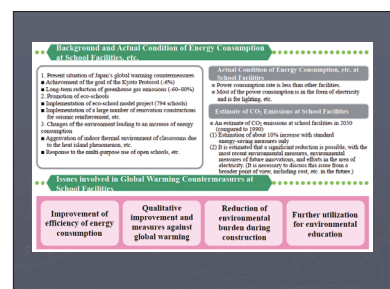 Background and Actual Condition of Energy Consumption
at School Facilities, etc.
1. Present situation of Japan's global warming countermeasures
■ Achievement of the goal of the Kyoto Protocol (-6%)
■ Long-term reduction of greenhouse gas emissions (-60~80%)
2. Promotion of eco-schools
■ Implementation of eco-school model project (794 schools)
■ Implementation of a large number of renovation constructions
for seismic reinforcement, etc.
3. Changes of the environment leading to an increase of energy
consumption
■ Aggravation of indoor thermal environment of classrooms due
to the heat island phenomenon, etc.
■ Response to the multi-purpose use of open schools, etc.
Actual Condition of Energy Consumption, etc. at
School Facilities
■ Power consumption rate is less than other facilities.
■ Most of the power consumption is in the form of electricity
and is for lighting, etc.
Estimate of CO₂ Emissions at School Facilities
■ An estimate of CO₂ emissions at school facilities in 2050
(compared to 1990)
(1) Estimation of about 10% increase with standard
energy-saving measures only
(2) It is estimated that a significant reduction is possible, with the
most recent environmental measures, environmental
measures of future innovations, and efforts in the area of
electricity. (It is necessary to discuss this issue from a
broader point of view, including cost, etc. in the future.)
Issues involved in Global Warming Countermeasures at
School Facilities
Improvement of
efficiency of energy
consumption
Qualitative
improvement and
measures against
global warming
Reduction of
environmental
burden during
construction
Further utilization
for environmental
education